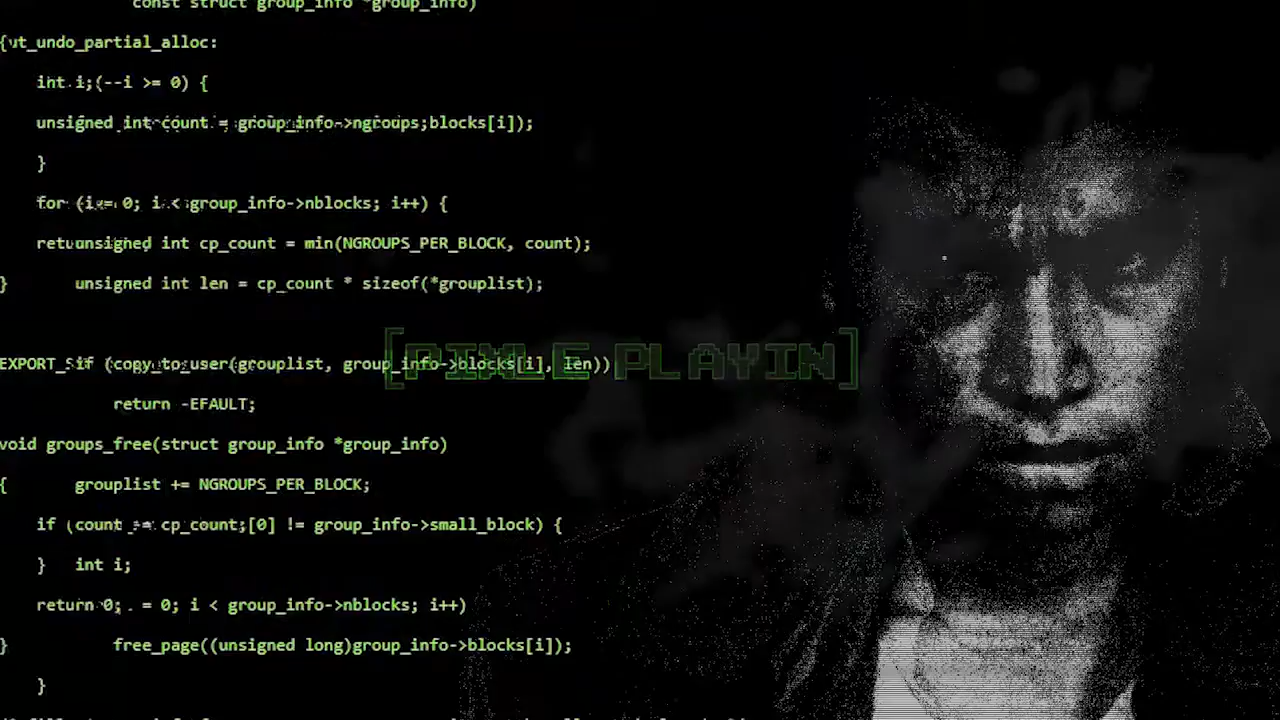 const struct group_info *group_info)
{ut_undo_partial_alloc:
int i;(--i >= 0) {
unsigned int count = group_info->ngroups;blocks[i]);
}
for (i = 0; i < group_info->nblocks; i++) {
unsigned int cp_count = min(NGROUPS_PER_BLOCK, count);
} unsigned int len = cp_count * sizeof(*grouplist);
[PIXLE PLAYIN]
if (copy_to_user(grouplist, group_info->blocks[i], len))
return -EFAULT;
void groups_free(struct group_info *group_info)
{ grouplist += NGROUPS_PER_BLOCK;
if (count cp_count;[0] != group_info->small_block) {
} int i;
return 0; = 0; i < group_info->nblocks; i++)
} free_page((unsigned long)group_info->blocks[i]);
}